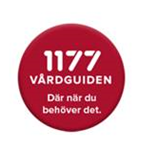 1177
VÅRDGUIDEN
Där när du
behöver det.